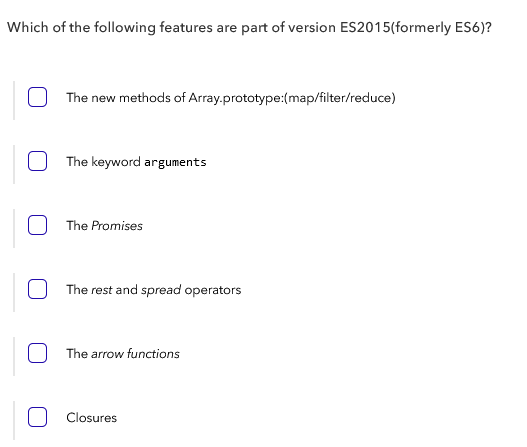 Which of the following features are part of version ES2015(formerly ES6)?
The new methods of Array.prototype:(map/filter/reduce)
The keyword arguments
The Promises
The rest and spread operators
The arrow functions
Closures